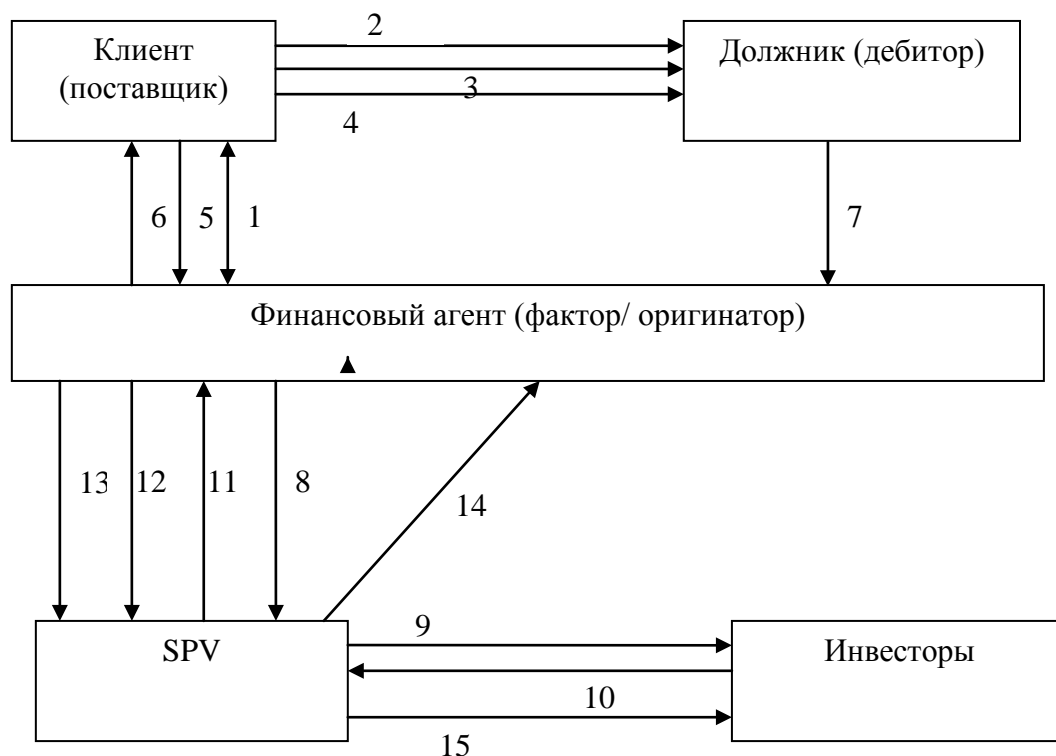 2
Клиент
(поставщик)
Должник (дебитор)
3
4
6 5 1 7
Финансовый агент (фактор/ оригинатор)
13 12 11 8
14
9
SPV
Инвесторы
10
15